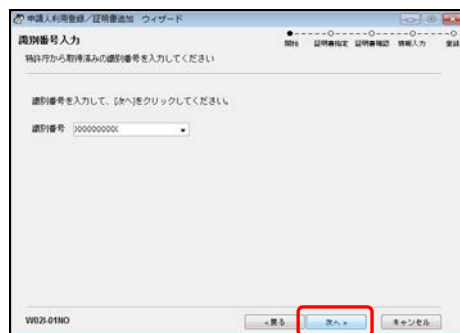 申請人利用登録／証明書追加　ウィザード
識別番号入力
開始 証明書指定 証明書確認 情報入力 登録
特許庁から取得済みの識別番号を入力してください
識別番号を入力して、[次へ]をクリックしてください。
識別番号 XXXXXXXXX
W02I-01NO
<戻る 次へ> キャンセル